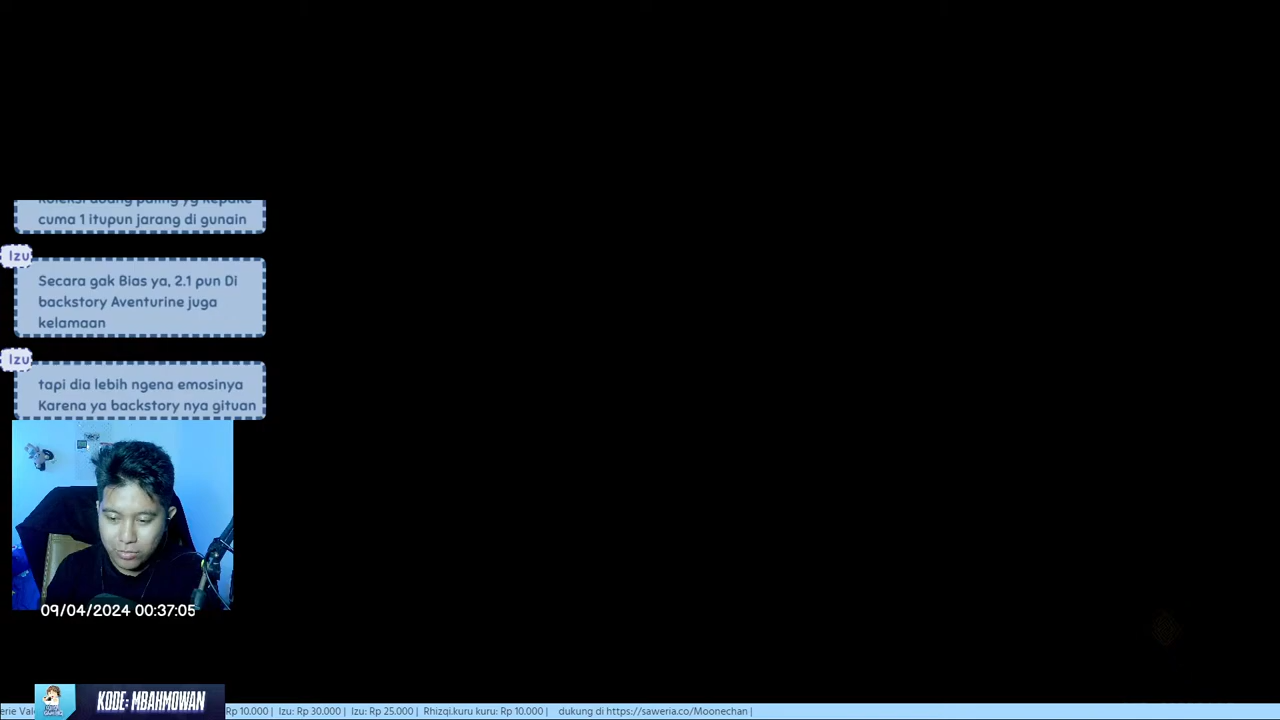 cuma 1 itupun jarang di gunain
Izu
Secara gak Bias ya, 2.1 pun Di
backstory Aventurine juga
kelamaan
Izu
tapi dia lebih ngena emosinya
Karena ya backstory nya gituan
09/04/2024 00:37:05
KODE: MBAHMOWAN
Rp 10.000 | Izu: Rp 30.000 | Izu: Rp 25.000 | Rhizqi.kuru kuru: Rp 10.000 | dukung di https://saweria.co/Moonechan |